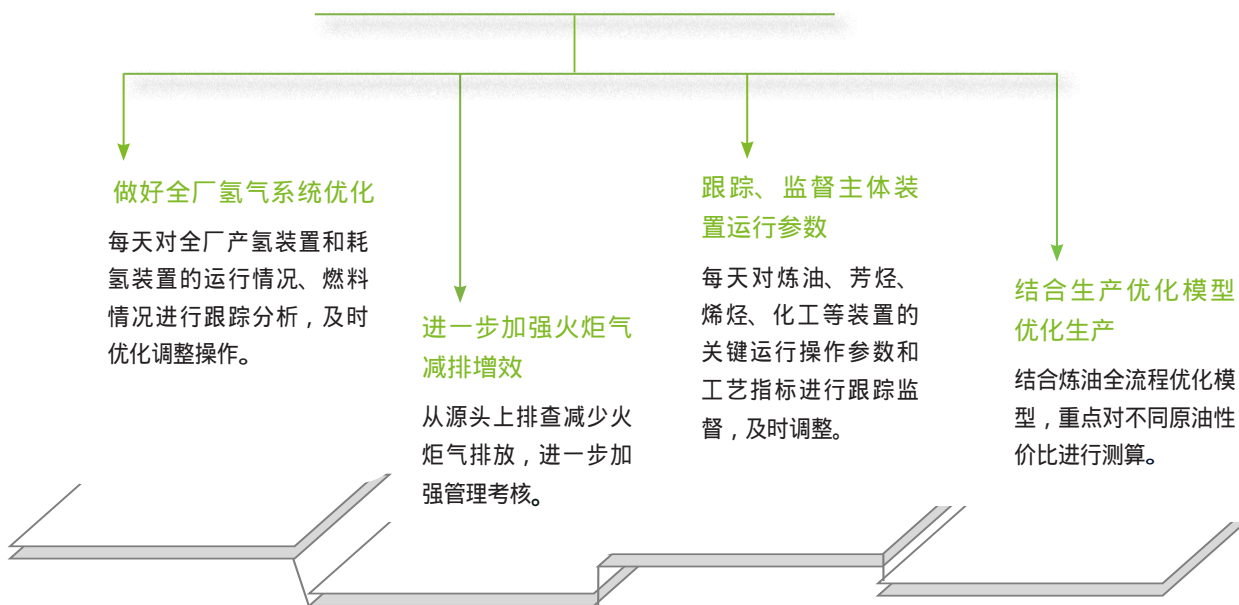 做好全厂氢气系统优化
每天对全厂产氢装置和耗
氢装置的运行情况、燃料
情况进行跟踪分析，及时
优化调整操作。
进一步加强火炬气
减排增效
从源头上排查减少火
炬气排放，进一步加
强管理考核。
跟踪、监督主体装
置运行参数
每天对炼油、芳烃、
烯烃、化工等装置的
关键运行操作参数和
工艺指标进行跟踪监
督，及时调整。
结合生产优化模型
优化生产
结合炼油全流程优化模
型，重点对不同原油性
价比进行测算。